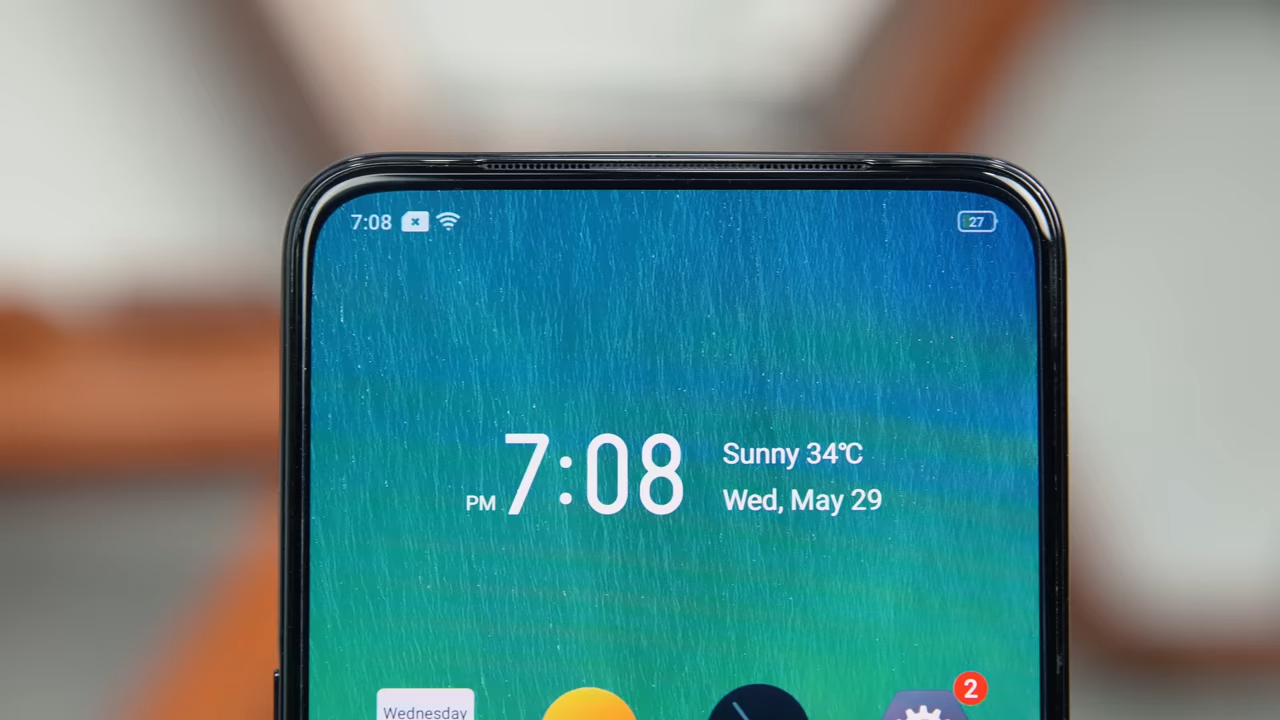 7:08
27
PM 7:08
Sunny 34℃
Wed, May 29
Wednesday
2